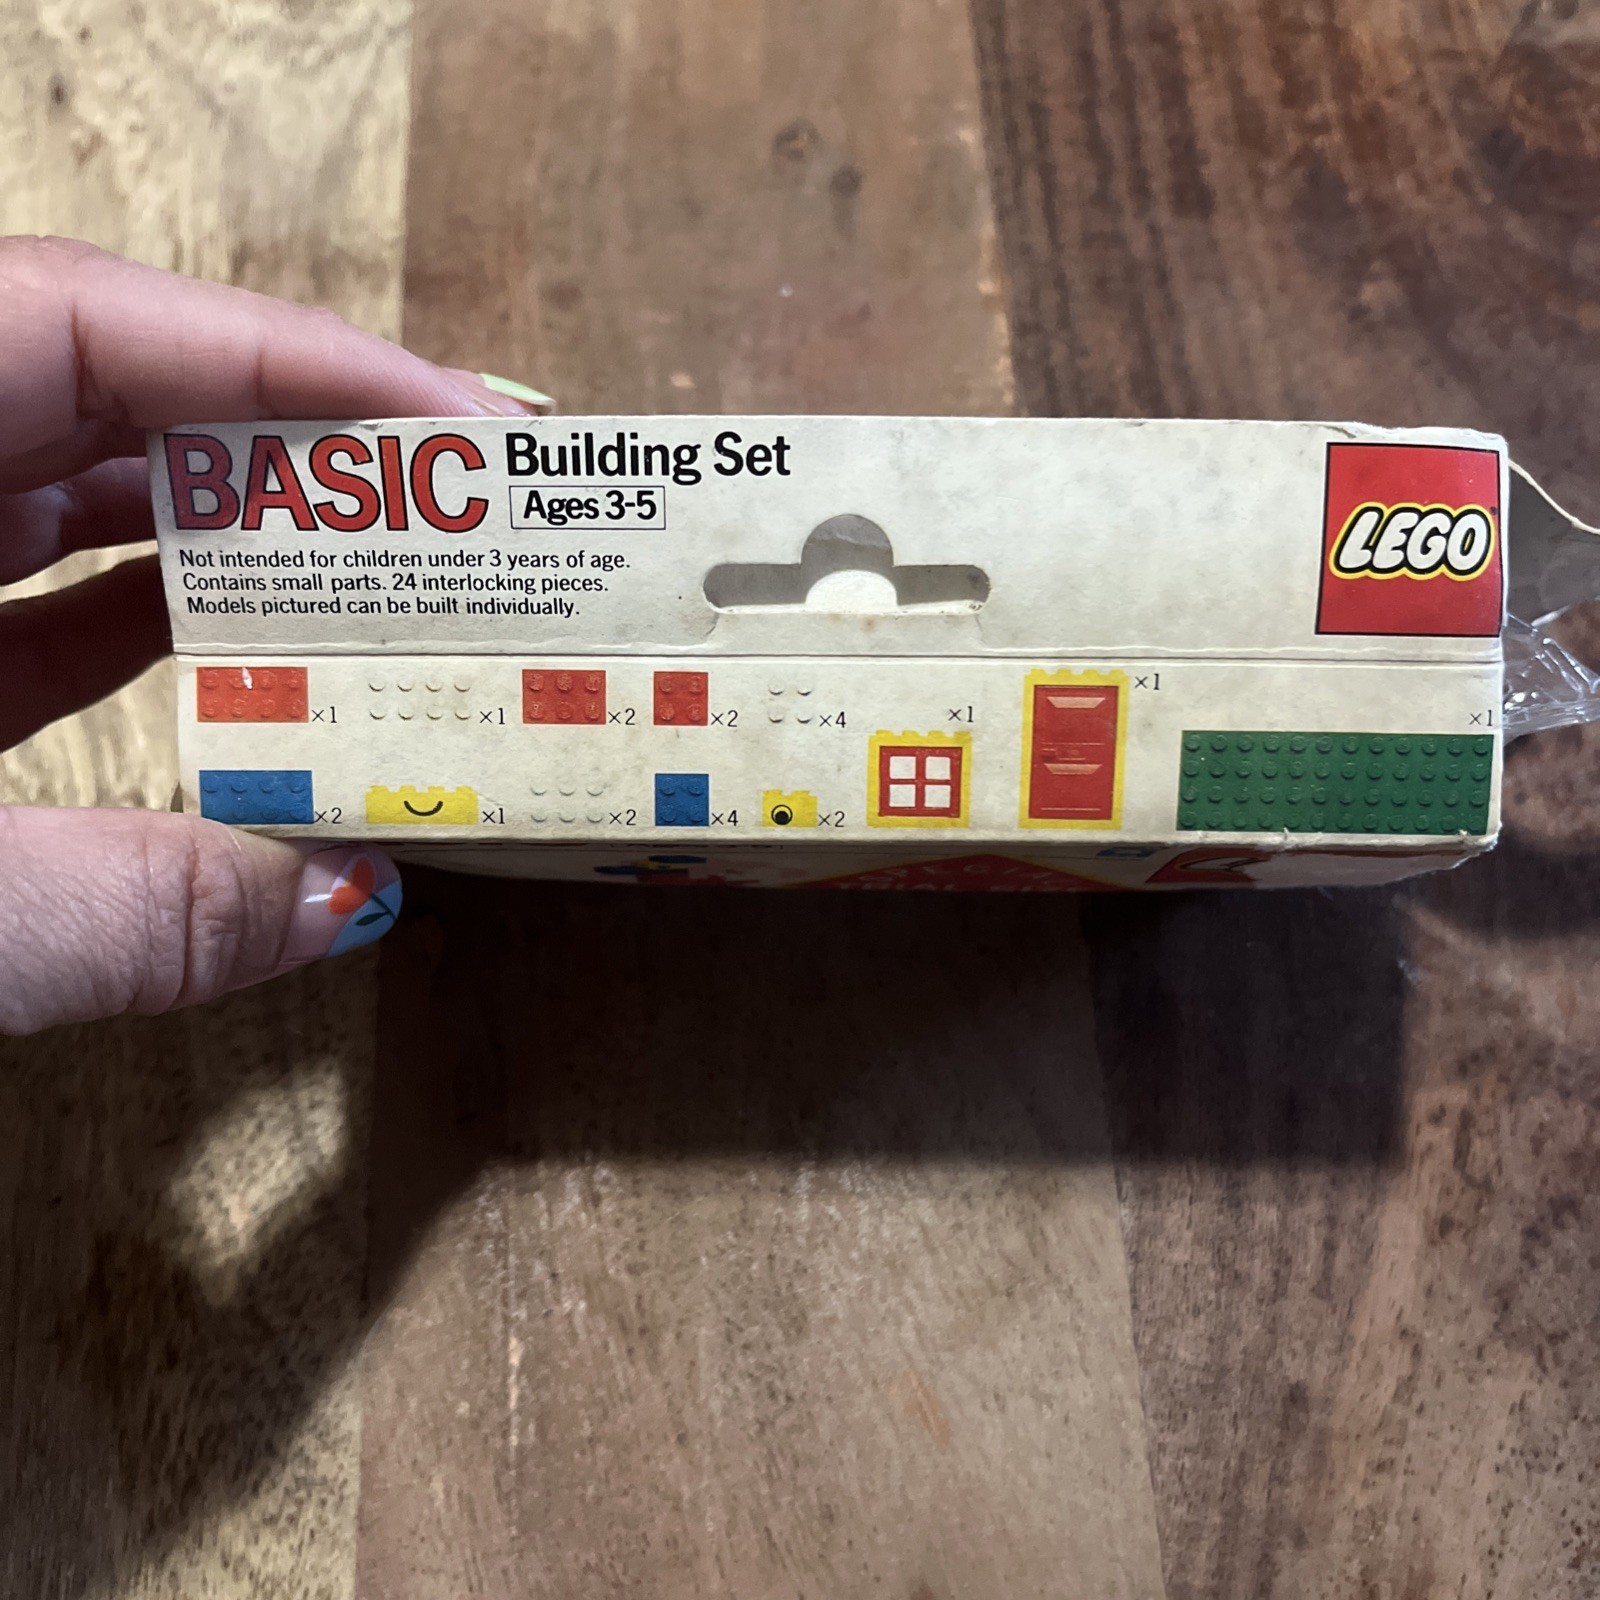 BASIC Building Set
Ages 3-5
LEGO
Not intended for children under 3 years of age.
Contains small parts. 24 interlocking pieces.
Models pictured can be built individually.
×1 ×1 ×2 ×2 ×4 ×1 ×1 ×1
×2 ×1 ×2 ×4 ×2